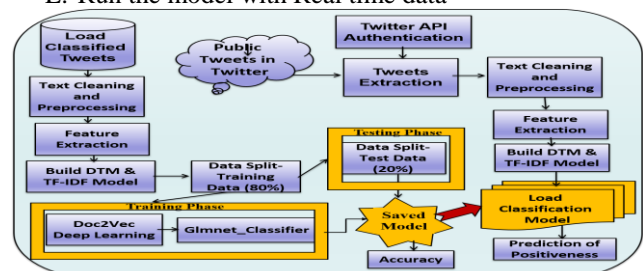 E. Run the model with Real time data
Load
Classified
Tweets
Text Cleaning
and
Preprocessing
Feature
Extraction
Build DTM &
TF-IDF Model
Data Split-
Training
Data (80%)
Testing Phase
Data Split-
Test Data
(20%)
Training Phase
Doc2Vec
Deep Learning
Glmnet_Classifier
Saved
Model
Accuracy
Public
Tweets in
Twitter
Twitter API
Authentication
Tweets
Extraction
Text Cleaning
and
Preprocessing
Feature
Extraction
Build DTM &
TF-IDF Model
Load
Classification
Model
Prediction of
Positiveness